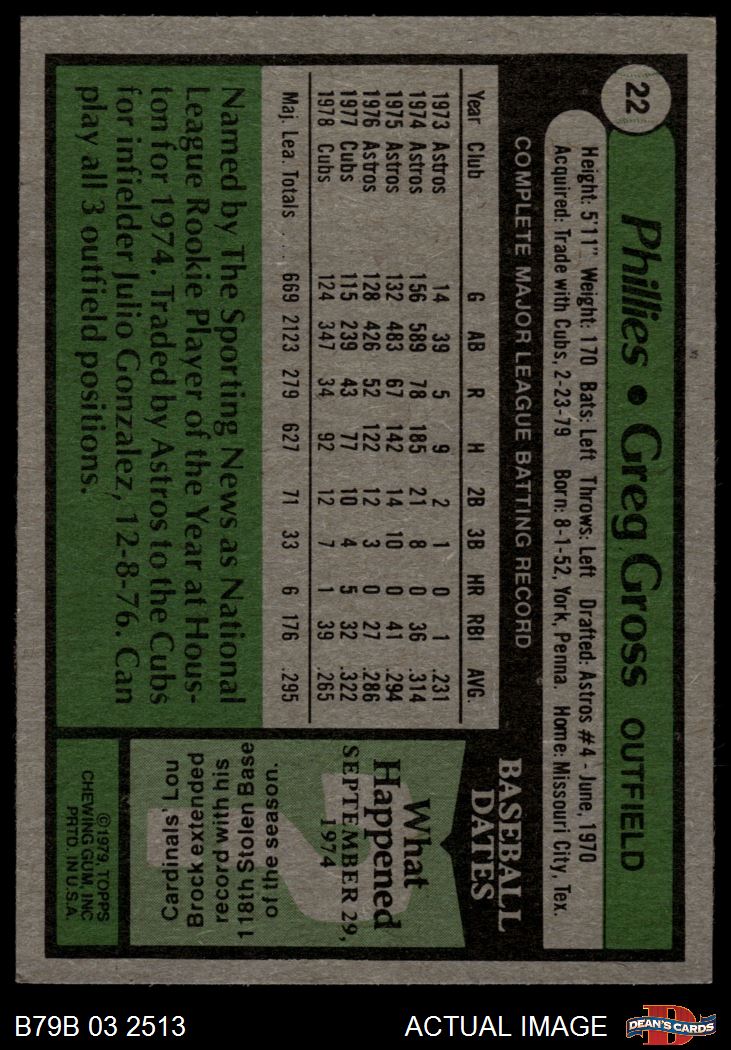 22
Phillies • Greg Gross OUTFIELD
Height: 5'11" Weight: 170 Bats: Left Throws: Left Drafted: Astros #4 - June, 1970
Acquired: Trade with Cubs, 2-23-79 Born: 8-1-52, York, Penna. Home: Missouri City, Tex.
COMPLETE MAJOR LEAGUE BATTING RECORD
Year Club G AB R H 2B 3B HR RBI AVG.
1973 Astros 14 39 5 9 2 1 0 1 .231
1974 Astros 156 589 78 185 21 8 0 36 .314
1975 Astros 132 483 67 142 14 10 0 41 .294
1976 Astros 128 426 52 122 12 3 0 27 .286
1977 Cubs 115 239 43 77 10 4 5 32 .322
1978 Cubs 124 347 34 92 12 7 1 39 .265
Maj. Lea. Totals .... 669 2123 279 627 71 33 6 176 .295
Named by The Sporting News as National
League Rookie Player of the Year at Hous-
ton for 1974. Traded by Astros to the Cubs
for infielder Julio Gonzalez, 12-8-76. Can
play all 3 outfield positions.
BASEBALL
DATES
What
Happened
SEPTEMBER 29,
1974
Cardinals' Lou
Brock extended
record with his
118th Stolen Base
of the season.
©1979, TOPPS
CHEWING GUM, INC.
PRTD. IN U.S.A.
B79B 03 2513 ACTUAL IMAGE
D
DEAN'S CARDS